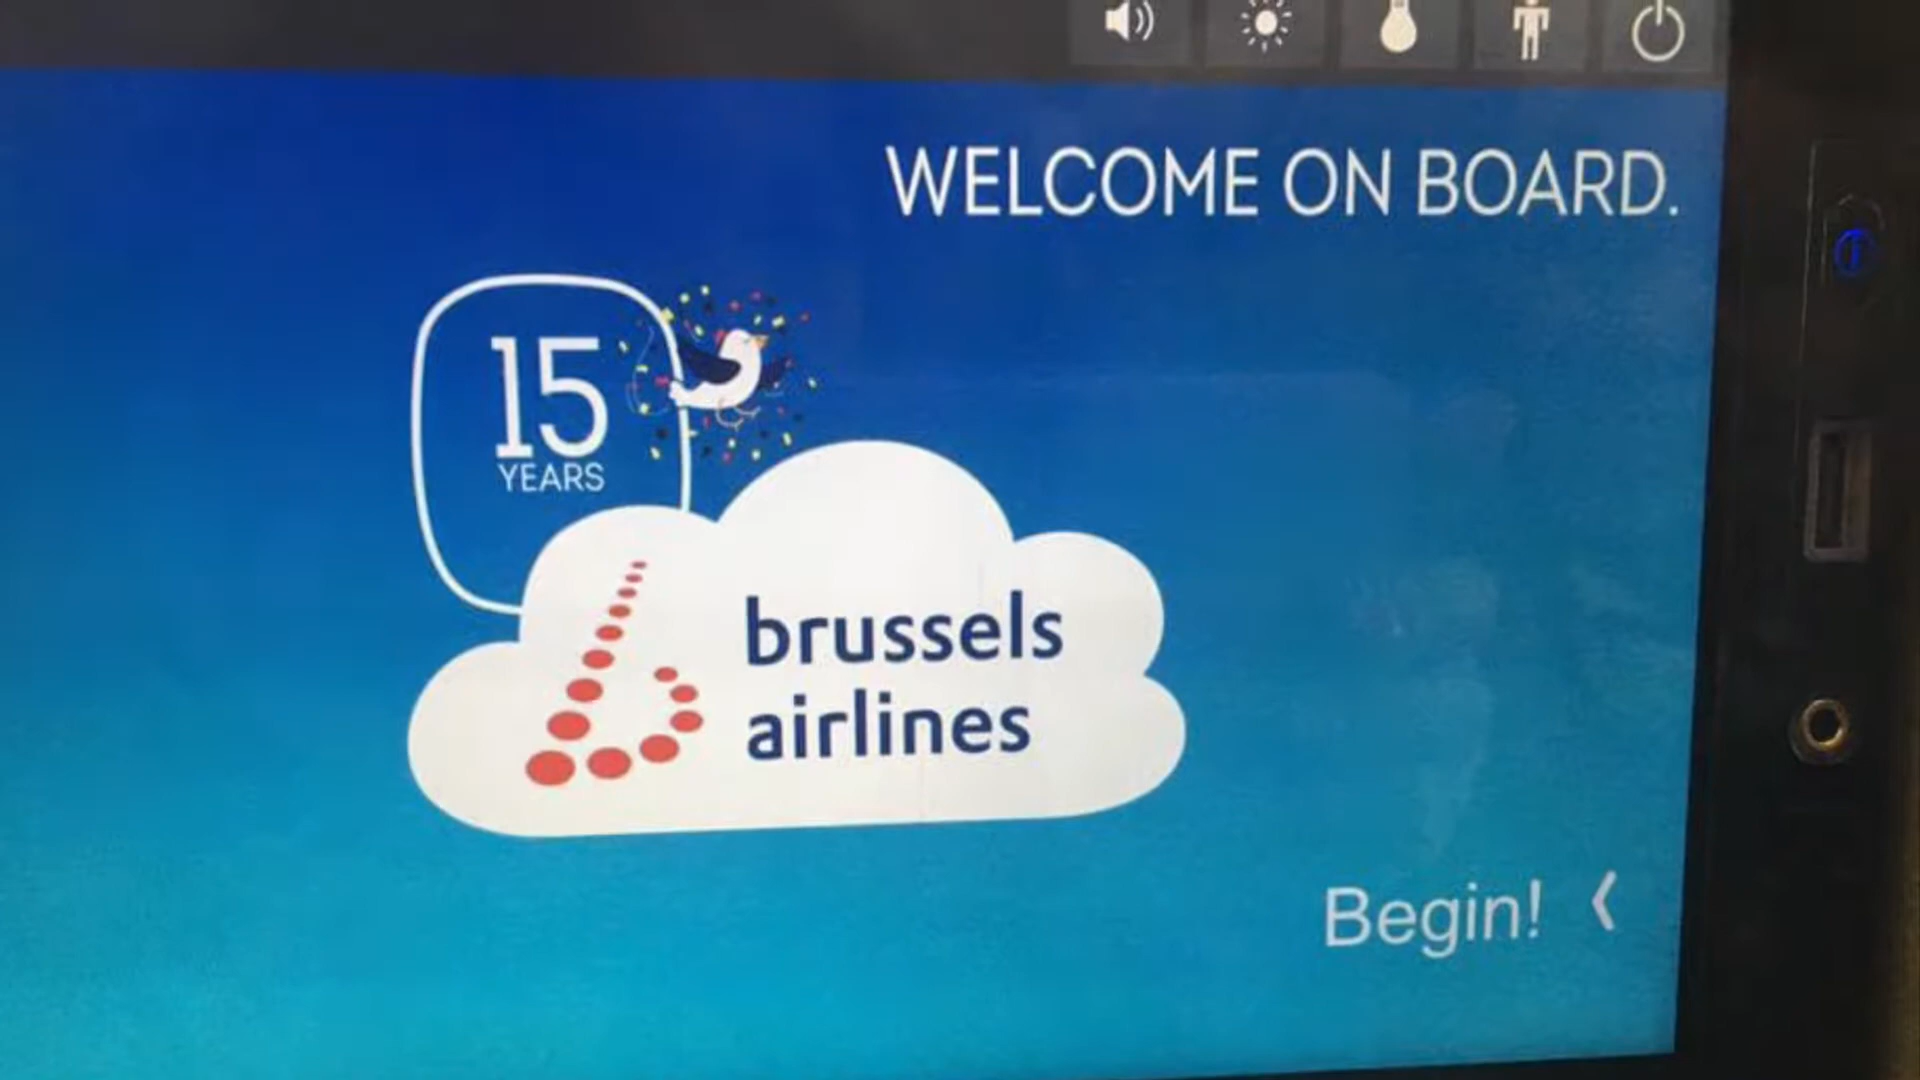 WELCOME ON BOARD.
15
YEARS
brussels
airlines
Begin!